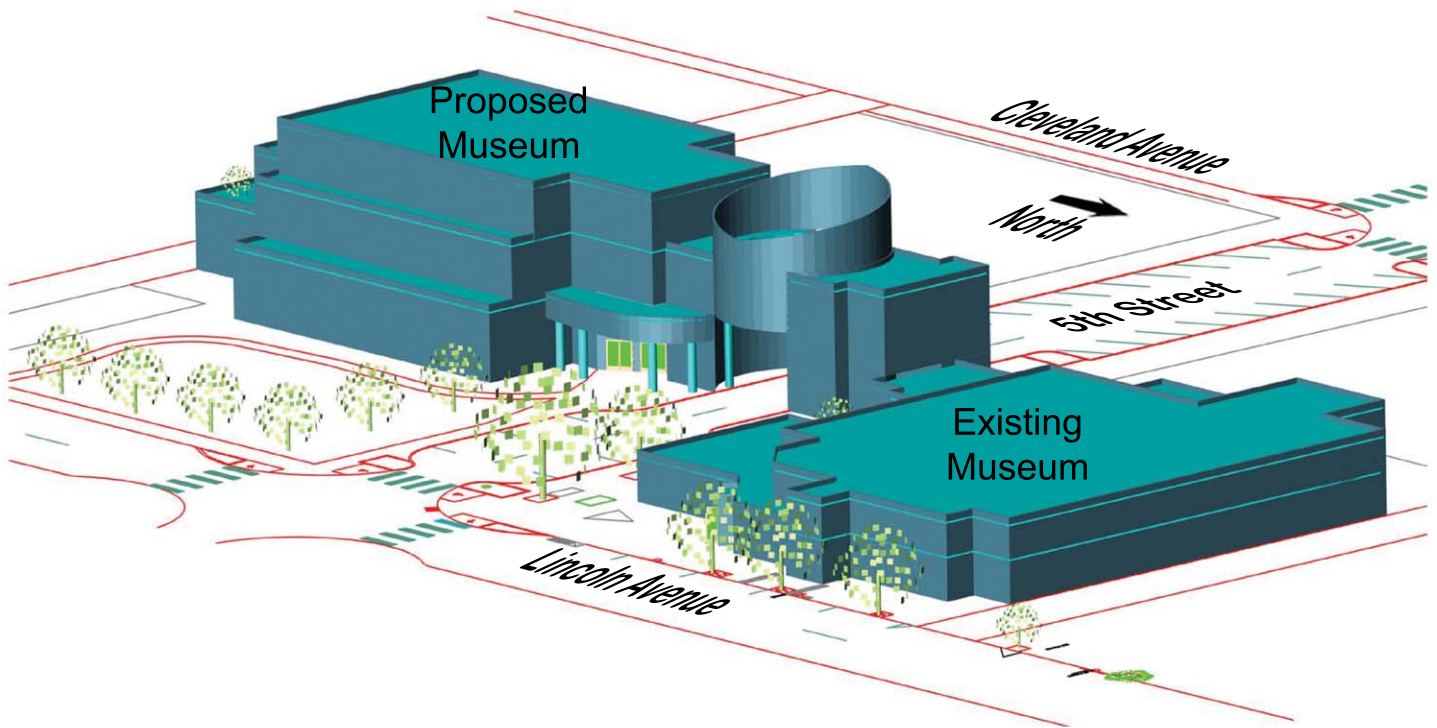 Proposed
Museum
Cleveland Avenue
North
5th Street
Existing
Museum
Lincoln Avenue